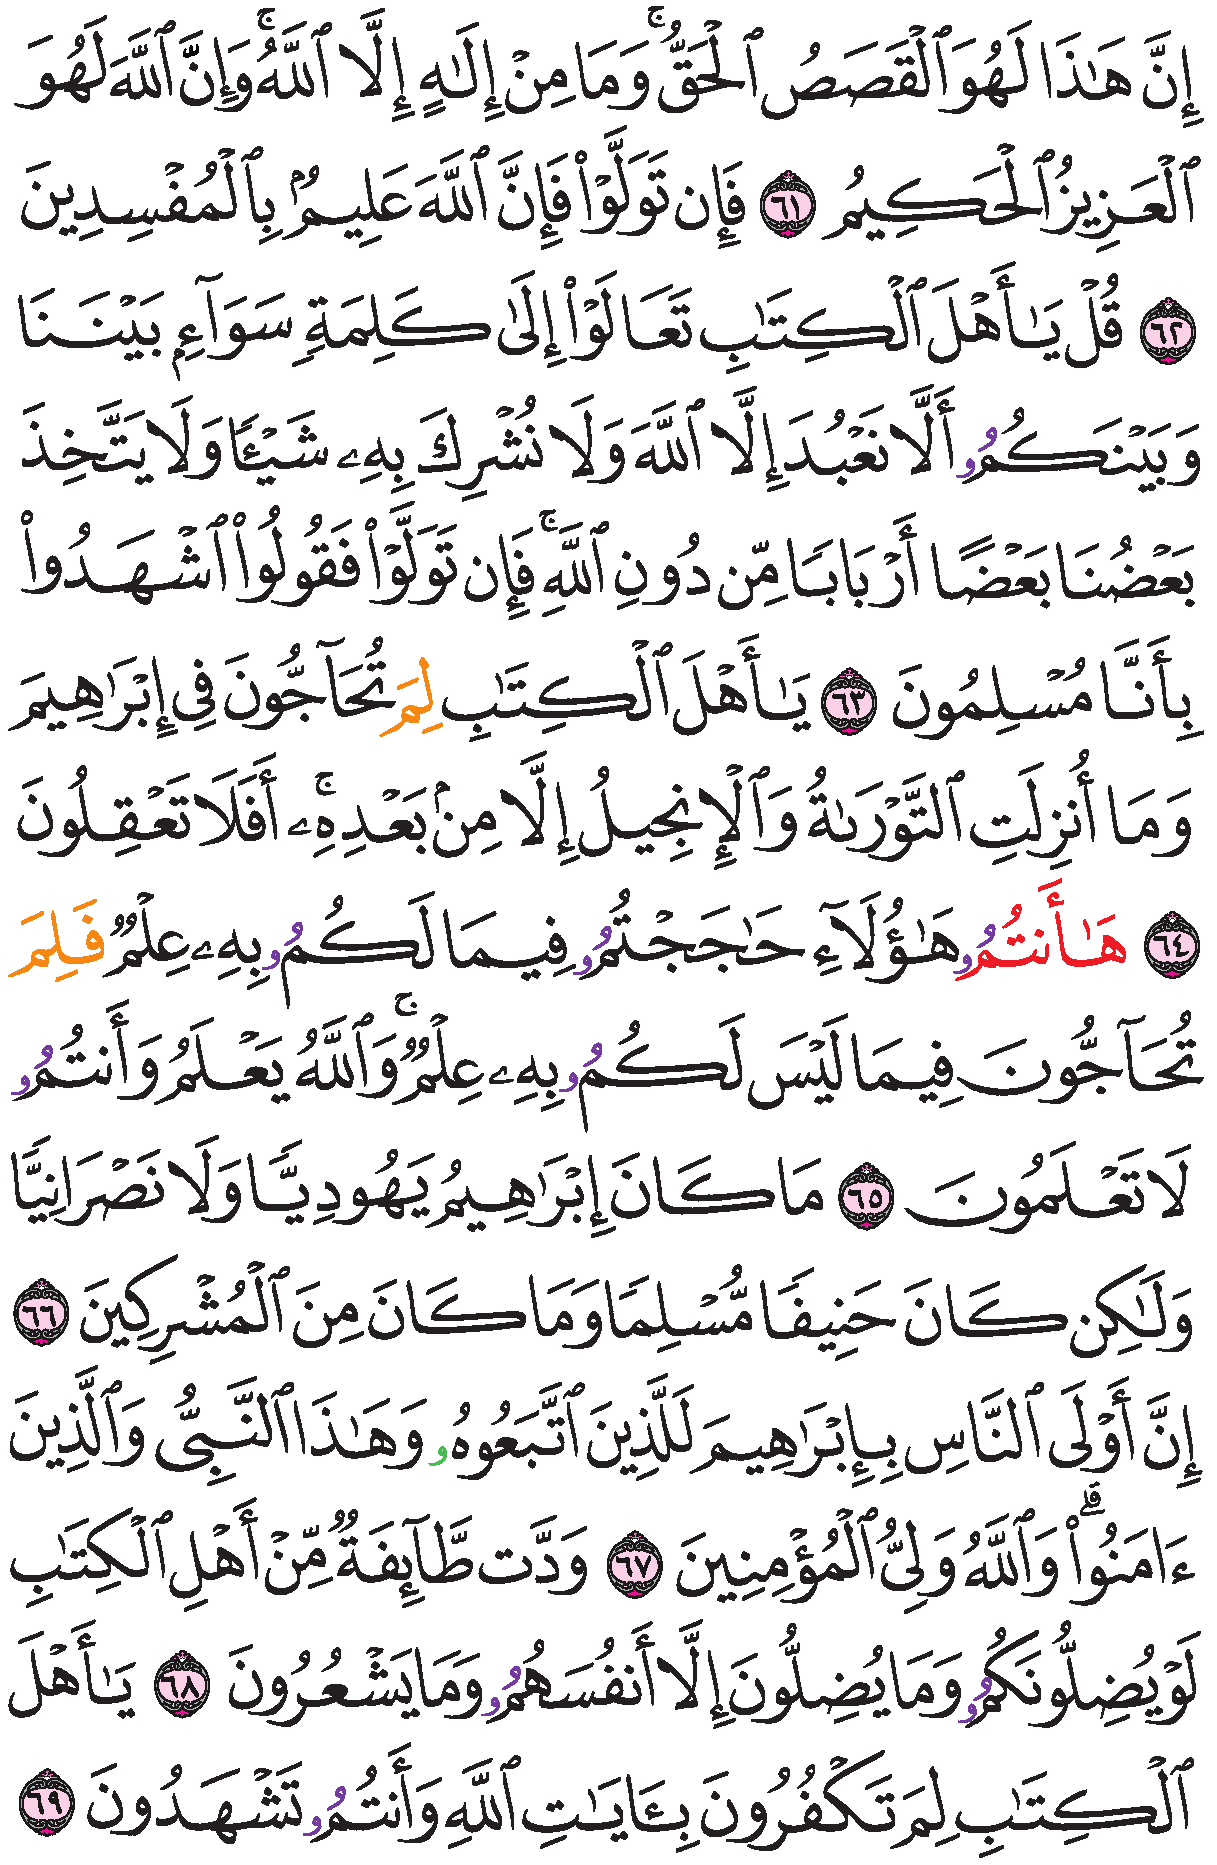 إِنَّ هَٰذَا لَهُوَ ٱلْقَصَصُ ٱلْحَقُّ ۚ وَمَا مِنْ إِلَٰهٍ إِلَّا ٱللَّهُ ۚ وَإِنَّ ٱللَّهَ لَهُوَ
ٱلْعَزِيزُ ٱلْحَكِيمُ ٦١ فَإِن تَوَلَّوْا۟ فَإِنَّ ٱللَّهَ عَلِيمُۢ بِٱلْمُفْسِدِينَ
٦٢ قُلْ يَٰأَهْلَ ٱلْكِتَٰبِ تَعَالَوْا۟ إِلَىٰ كَلِمَةٍ سَوَآءِۭ بَيْنَنَا
وَبَيْنَكُمُۥ أَلَّا نَعْبُدَ إِلَّا ٱللَّهَ وَلَا نُشْرِكَ بِهِۦ شَيْـًٔا وَلَا يَتَّخِذَ
بَعْضُنَا بَعْضًا أَرْبَابًا مِّن دُونِ ٱللَّهِ ۚ فَإِن تَوَلَّوْا۟ فَقُولُوا۟ ٱشْهَدُوا۟
بِأَنَّا مُسْلِمُونَ ٦٣ يَٰأَهْلَ ٱلْكِتَٰبِ لِمَ تُحَآجُّونَ فِى إِبْرَٰهِيمَ
وَمَا أُنزِلَتِ ٱلتَّوْرَىٰةُ وَٱلْإِنجِيلُ إِلَّا مِنۢ بَعْدِهِۦ ۚ أَفَلَا تَعْقِلُونَ
٦٤ هَٰأَنتُمُۥ هَٰؤُلَآءِ حَٰجَجْتُمُۥ فِيمَا لَكُمُۥ بِهِۦ عِلْمٌ فَلِمَ
تُحَآجُّونَ فِيمَا لَيْسَ لَكُمُۥ بِهِۦ عِلْمٌ ۚ وَٱللَّهُ يَعْلَمُ وَأَنتُمُۥ
لَا تَعْلَمُونَ ٦٥ مَا كَانَ إِبْرَٰهِيمُ يَهُودِيًّا وَلَا نَصْرَانِيًّا
وَلَٰكِن كَانَ حَنِيفًا مُّسْلِمًا وَمَا كَانَ مِنَ ٱلْمُشْرِكِينَ ٦٦
إِنَّ أَوْلَى ٱلنَّاسِ بِإِبْرَٰهِيمَ لَلَّذِينَ ٱتَّبَعُوهُۥ وَهَٰذَا ٱلنَّبِىُّ وَٱلَّذِينَ
ءَامَنُوا۟ ۗ وَٱللَّهُ وَلِىُّ ٱلْمُؤْمِنِينَ ٦٧ وَدَّت طَّآئِفَةٌ مِّنْ أَهْلِ ٱلْكِتَٰبِ
لَوْ يُضِلُّونَكُمُۥ وَمَا يُضِلُّونَ إِلَّا أَنفُسَهُمُۥ وَمَا يَشْعُرُونَ ٦٨ يَٰأَهْلَ
ٱلْكِتَٰبِ لِمَ تَكْفُرُونَ بِـَٔايَٰتِ ٱللَّهِ وَأَنتُمُۥ تَشْهَدُونَ ٦٩